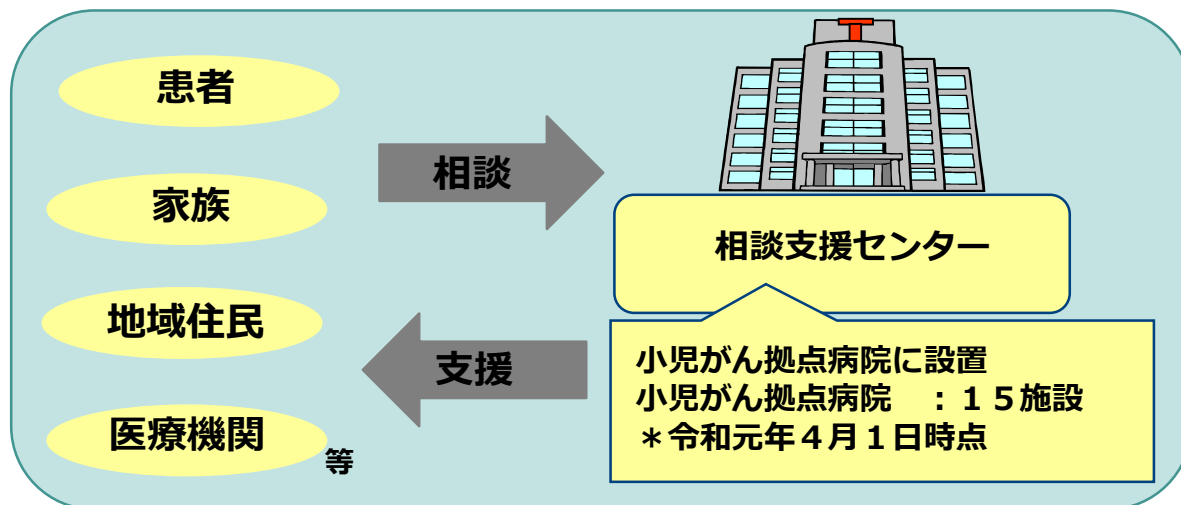 患者
家族
地域住民
医療機関
等
相談
支援
相談支援センター
小児がん拠点病院に設置
小児がん拠点病院　：１５施設
＊令和元年４月１日時点